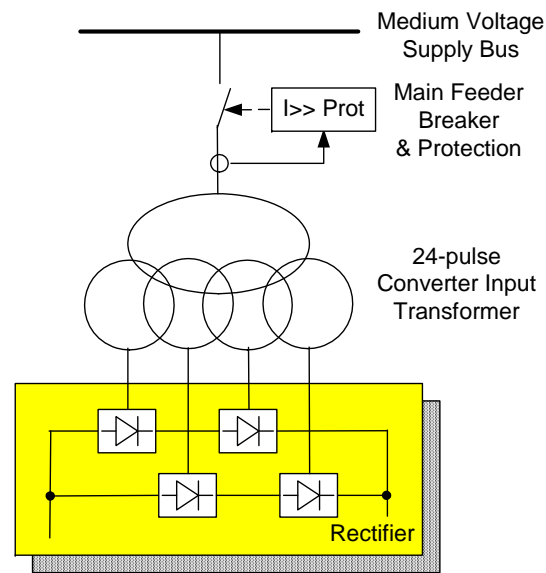 Medium Voltage
Supply Bus
I>> Prot
Main Feeder
Breaker
& Protection
24-pulse
Converter Input
Transformer
Rectifier